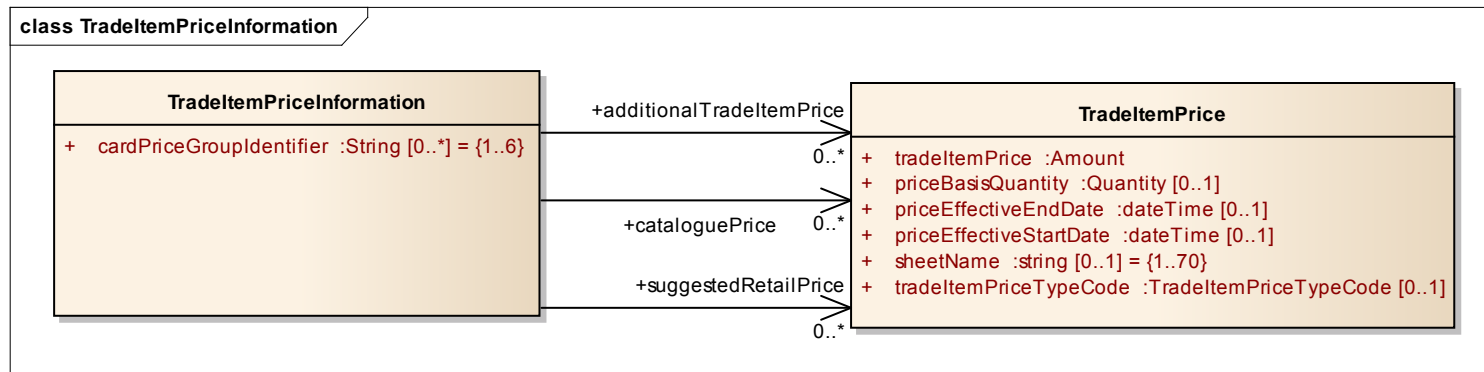 class TradeItemPriceInformation
TradeItemPriceInformation
+ cardPriceGroupIdentifier :String [0..*] = {1..6}
+additionalTradeItemPrice
0..*
+cataloguePrice
0..*
+suggestedRetailPrice
0..*
TradeItemPrice
+ tradeItemPrice :Amount
+ priceBasisQuantity :Quantity [0..1]
+ priceEffectiveEndDate :dateTime [0..1]
+ priceEffectiveStartDate :dateTime [0..1]
+ sheetName :string [0..1] = {1..70}
+ tradeItemPriceTypeCode :TradeItemPriceTypeCode [0..1]